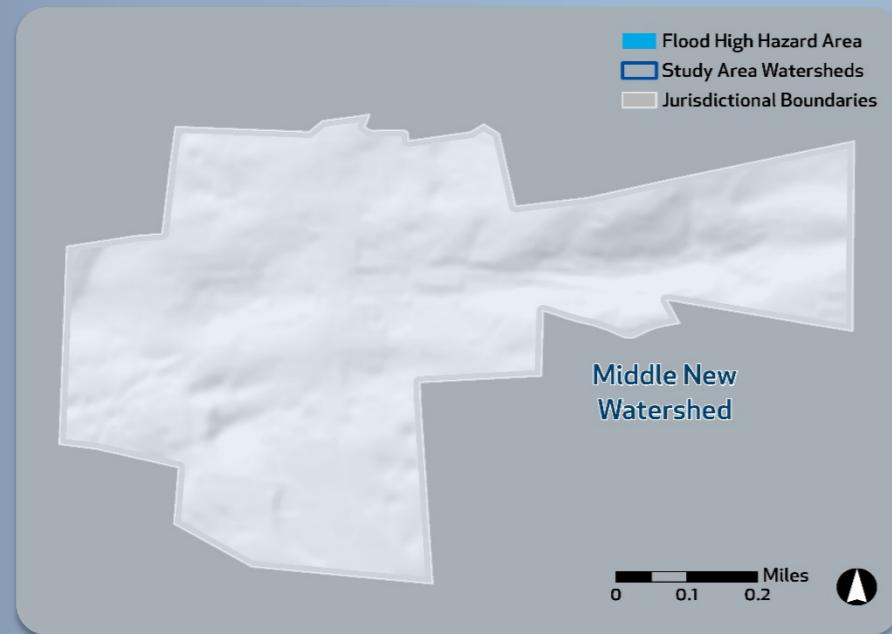 Flood High Hazard Area
Study Area Watersheds
Jurisdictional Boundaries
Middle New
Watershed
Miles
0 0.1 0.2